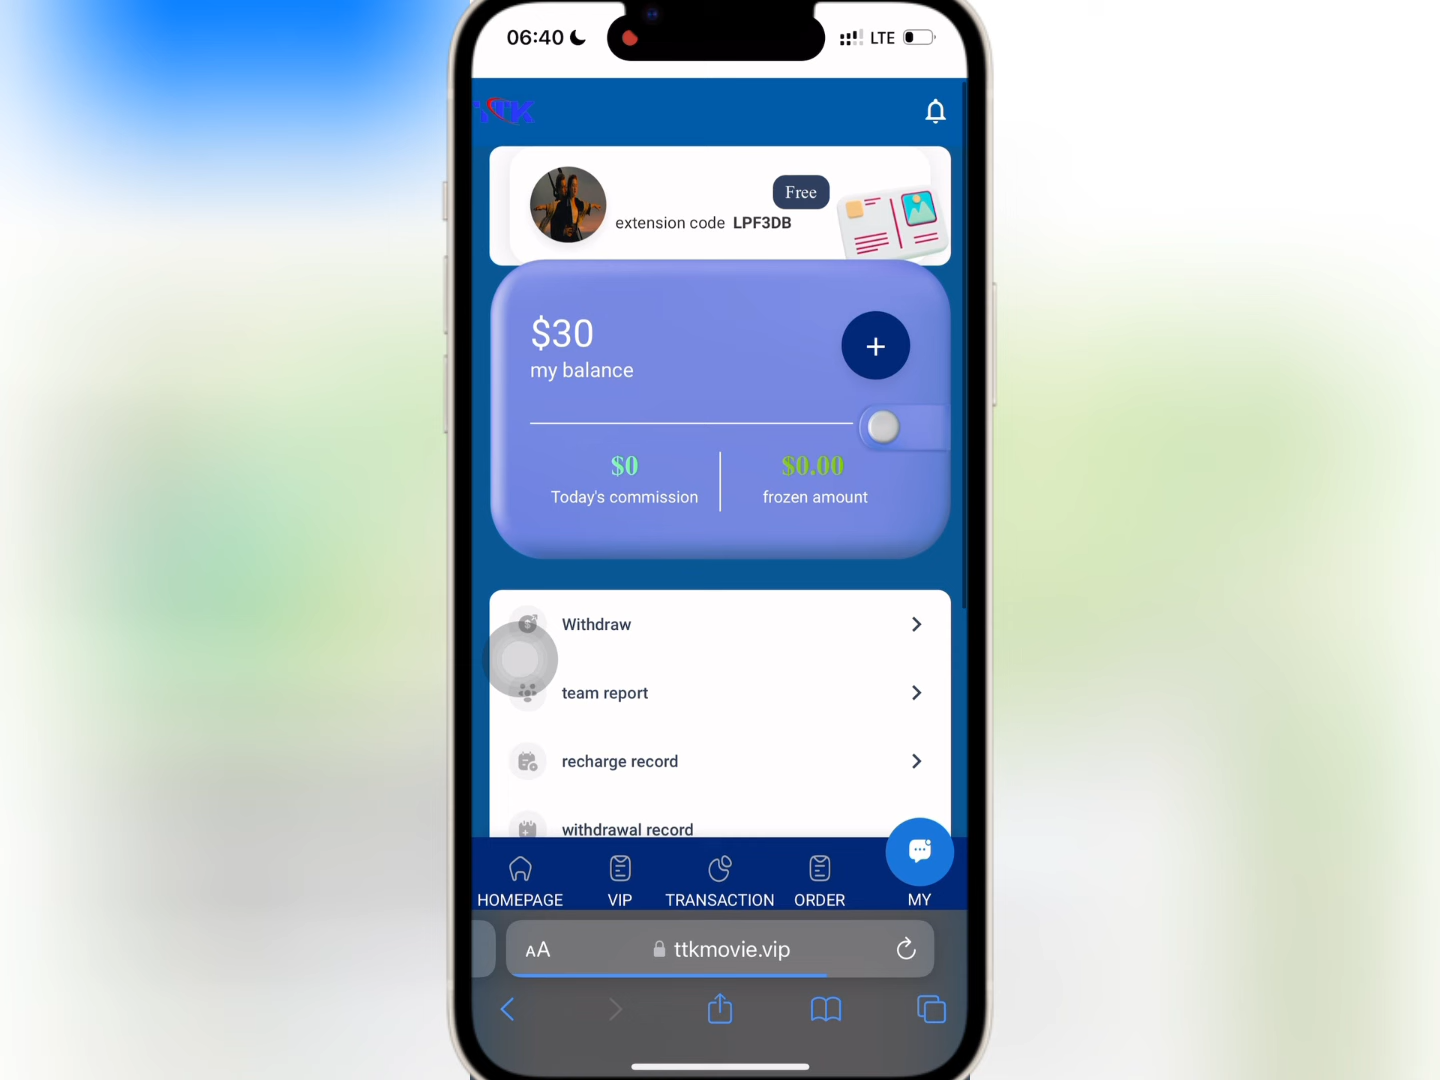 06:40
LTE
TTK
Free
extension code LPF3DB
$30
my balance
+
$0
$0.00
Today's commission
frozen amount
Withdraw
team report
recharge record
withdrawal record
HOMEPAGE
VIP
TRANSACTION
ORDER
MY
AA
ttkmovie.vip